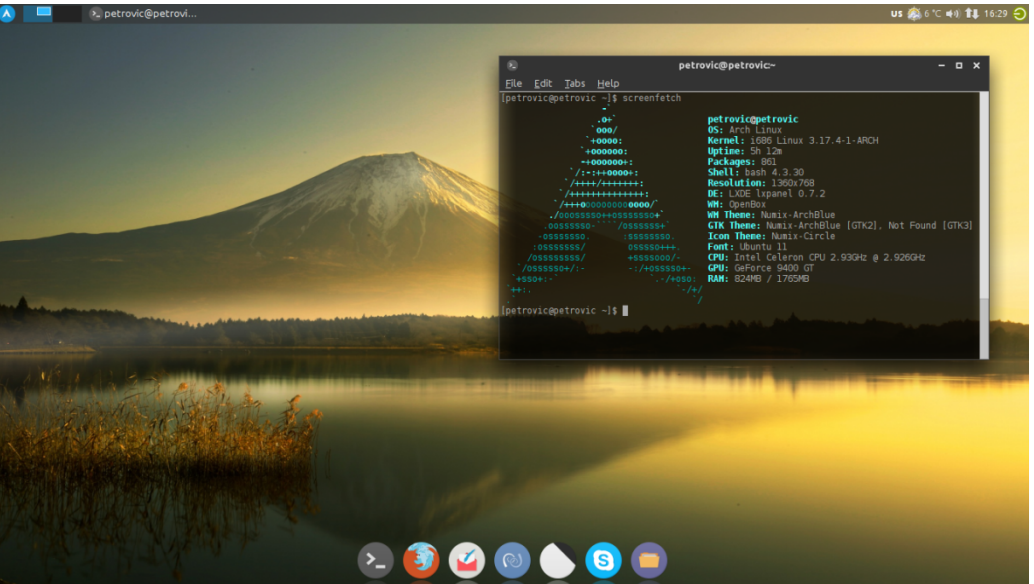 petrovic@petrovi...
us 6 °C 16:29
petrovic@petrovic:~
File Edit Tabs Help
[petrovic@petrovic ~]$ screenfetch
petrovic@petrovic
OS: Arch Linux
Kernel: i686 Linux 3.17.4-1-ARCH
Uptime: 5h 12m
Packages: 861
Shell: bash 4.3.30
Resolution: 1360x768
DE: LXDE lxpanel 0.7.2
WM: OpenBox
WM Theme: Numix-ArchBlue
GTK Theme: Numix-ArchBlue [GTK2], Not Found [GTK3]
Icon Theme: Numix-Circle
Font: Ubuntu 11
CPU: Intel Celeron CPU 2.93GHz @ 2.926GHz
GPU: GeForce 9400 GT
RAM: 824MB / 1765MB
[petrovic@petrovic ~]$